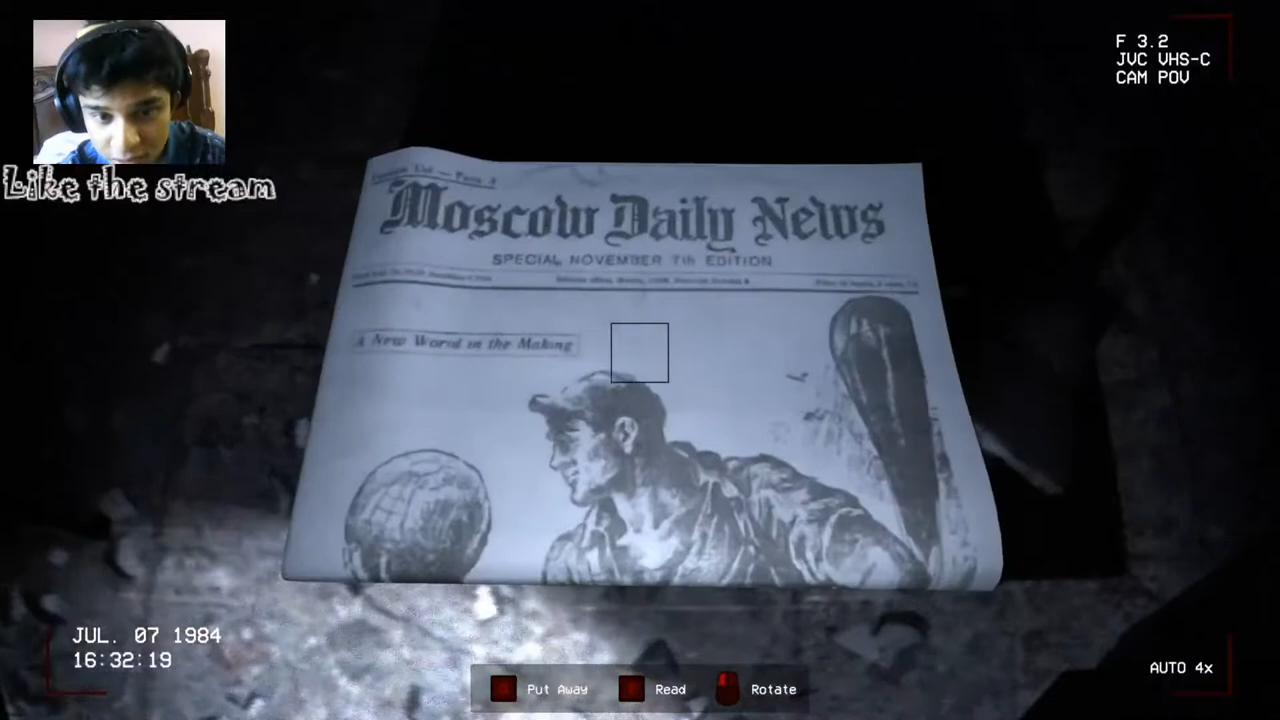 F 3.2
JVC VHS-C
CAM POV
Like the stream
Moscow Daily News
SPECIAL NOVEMBER 7th EDITION
A New World in the Making
JUL. 07 1984
16:32:19
AUTO 4x
Put Away Read Rotate